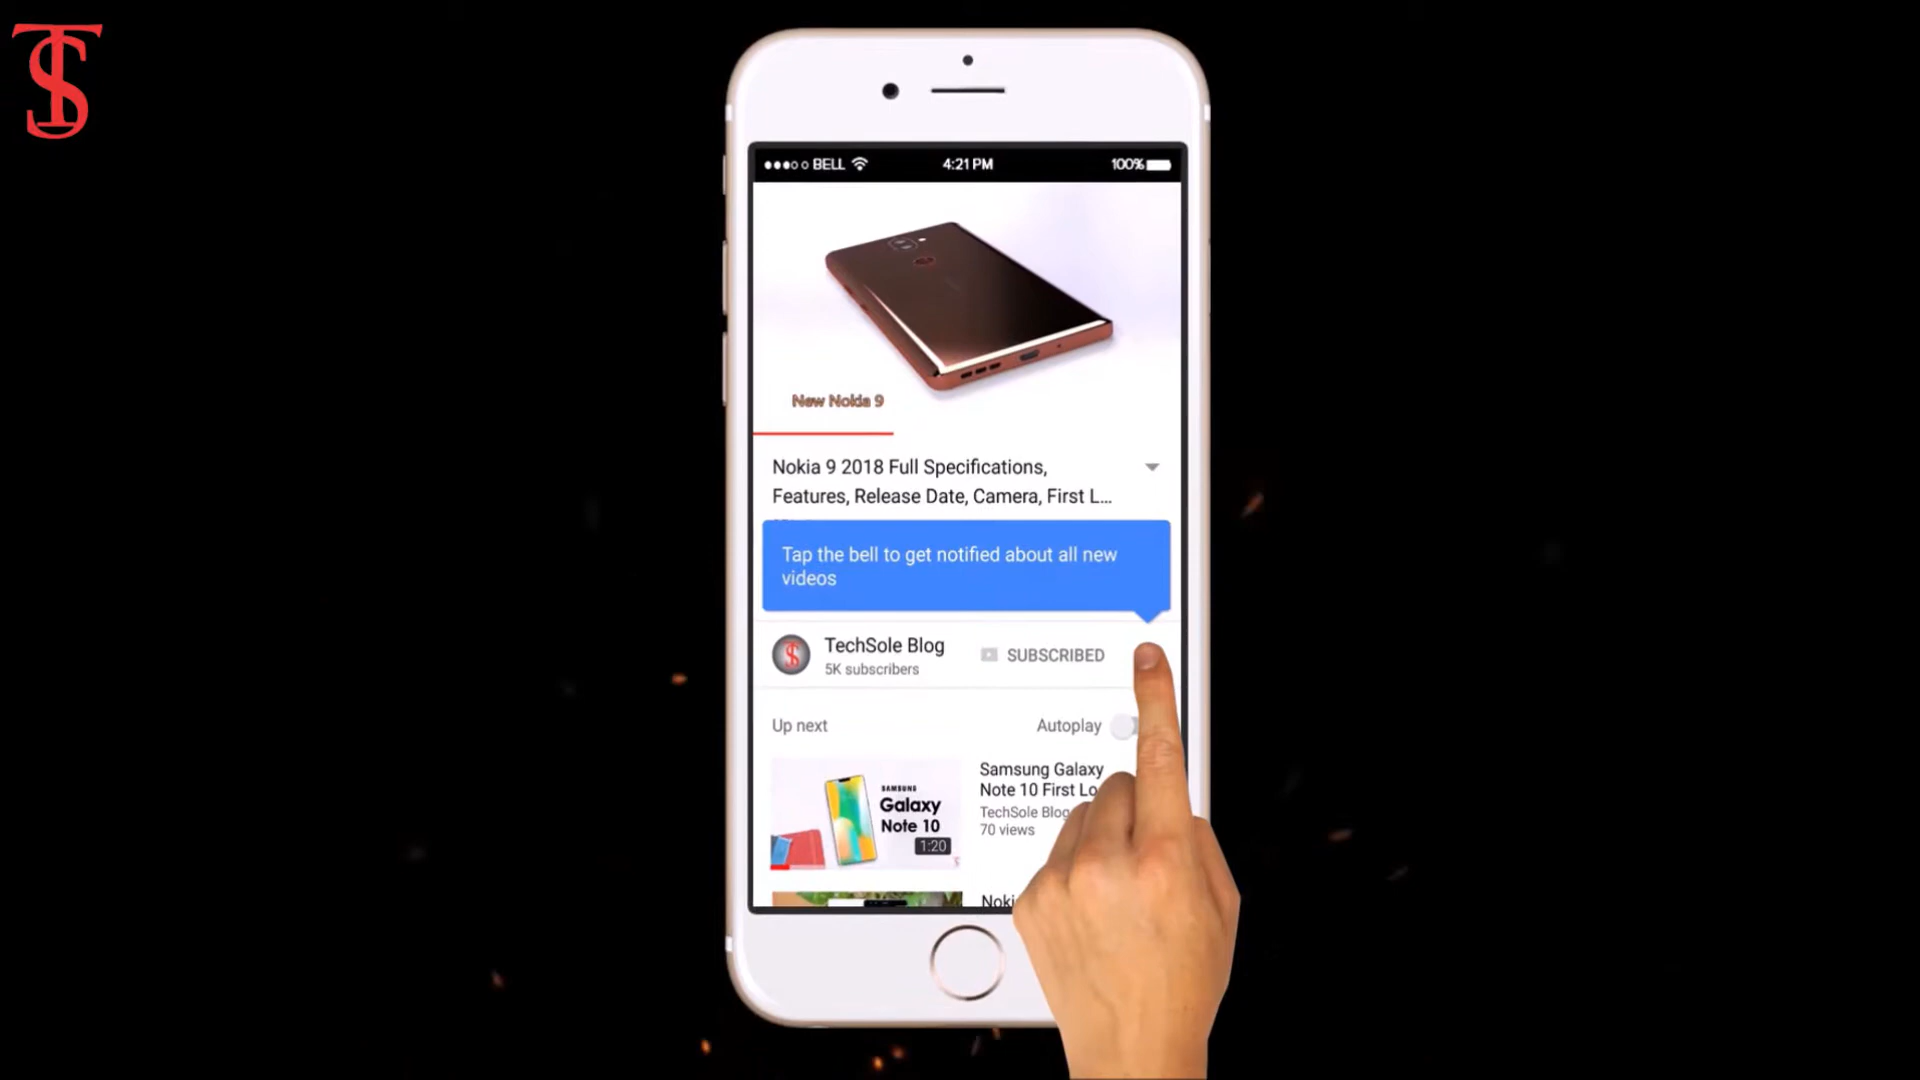 TS
BELL 4:21 PM 100%
New Nokia 9
Nokia 9 2018 Full Specifications,
Features, Release Date, Camera, First L...
Tap the bell to get notified about all new
videos
TechSole Blog
5K subscribers
SUBSCRIBED
Up next
Autoplay
SAMSUNG
Galaxy
Note 10
1:20
Samsung Galaxy
Note 10 First Lo
TechSole Blog
70 views
Noki